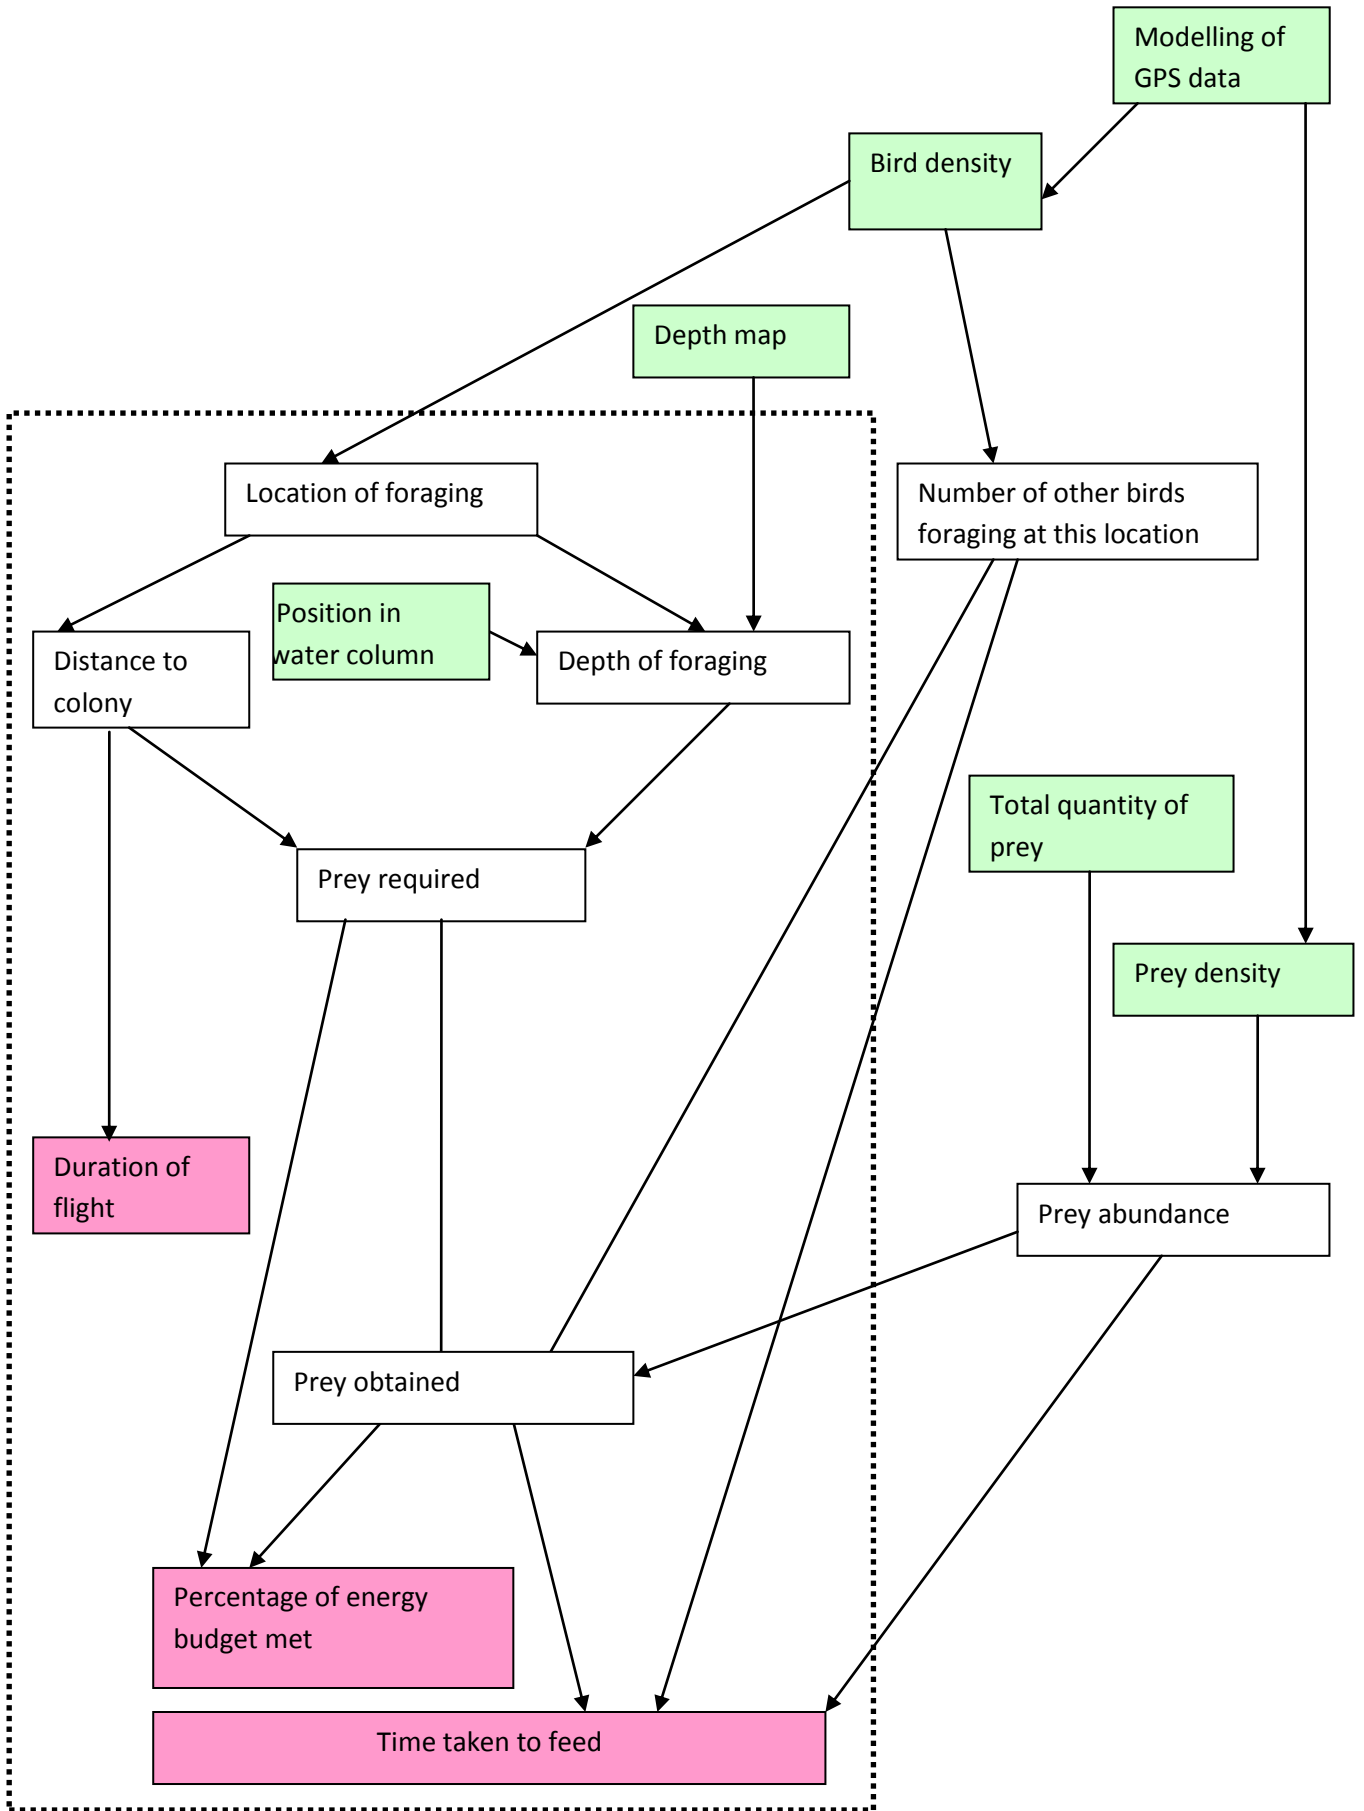 Modelling of
GPS data
Bird density
Depth map
Location of foraging
Number of other birds
foraging at this location
Position in
water column
Distance to
colony
Depth of foraging
Total quantity of
prey
Prey required
Prey density
Duration of
flight
Prey abundance
Prey obtained
Percentage of energy
budget met
Time taken to feed